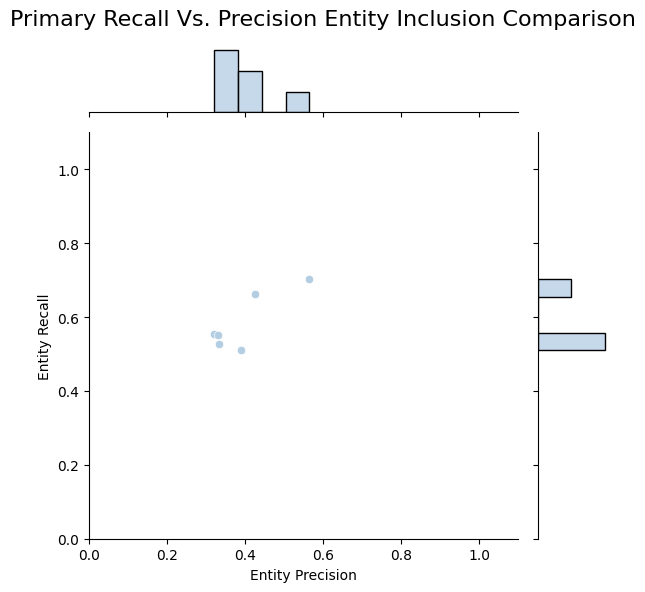 Primary Recall Vs. Precision Entity Inclusion Comparison
1.0
0.8
0.6
0.4
0.2
0.0
Entity Recall
0.0 0.2 0.4 0.6 0.8 1.0
Entity Precision